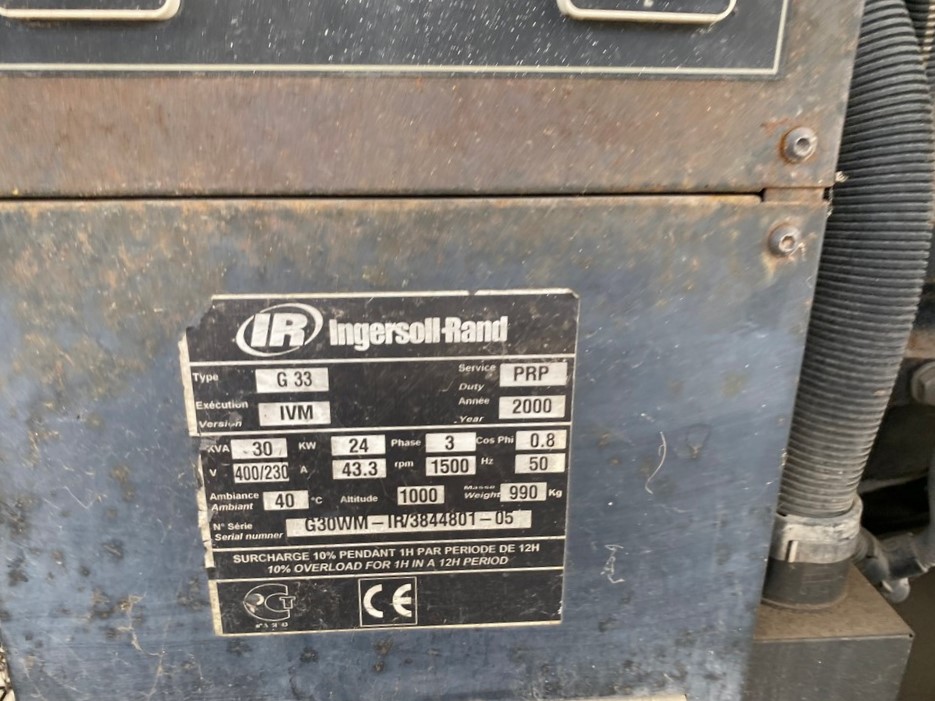 IR Ingersoll-Rand
Type G 33 Service Duty PRP
Exécution Version IVM Année Year 2000
KVA 30 KW 24 Phase 3 Cos Phi 0.8
V 400/230 A 43.3 rpm 1500 Hz 50
Ambiance Ambiant 40 °C Altitude 1000 Masse Weight 990 Kg
N° Série Serial numner G30WM-IR/3844801-05
SURCHARGE 10% PENDANT 1H PAR PERIODE DE 12H
10% OVERLOAD FOR 1H IN A 12H PERIOD
CE